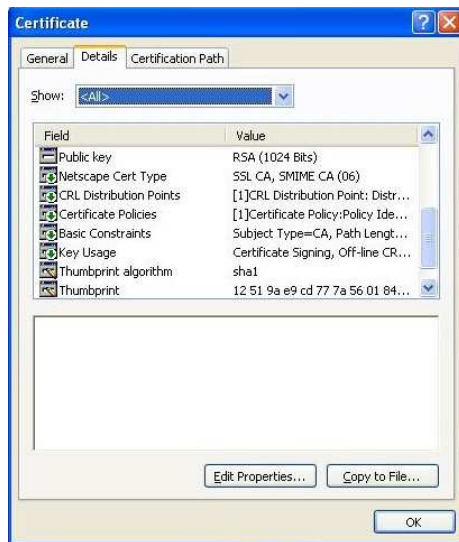 Certificate
General Details Certification Path
Show: <All>
Field Value
Public key RSA (1024 Bits)
Netscape Cert Type SSL CA, SMIME CA (06)
CRL Distribution Points [1]CRL Distribution Point: Distr...
Certificate Policies [1]Certificate Policy:Policy Ide...
Basic Constraints Subject Type=CA, Path Lengt...
Key Usage Certificate Signing, Off-line CR...
Thumbprint algorithm sha1
Thumbprint 12 51 9a e9 cd 77 7a 56 01 84...
Edit Properties... Copy to File...
OK